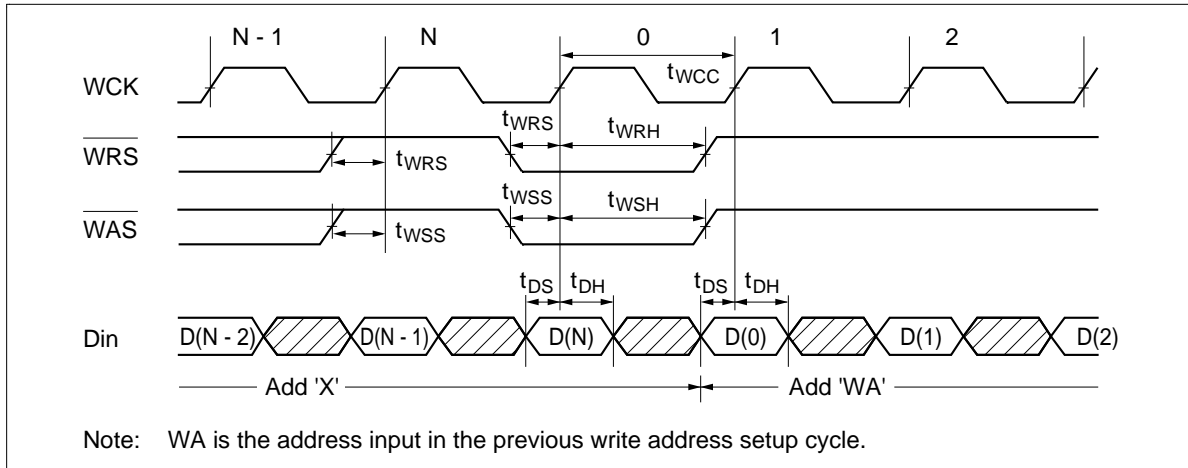 N - 1 N 0 1 2
WCK tWCC
tWRS tWRH
WRS tWRS
tWSS tWSH
WAS tWSS
tDS tDH tDS tDH
Din D(N - 2) D(N - 1) D(N) D(0) D(1) D(2)
Add 'X' Add 'WA'
Note: WA is the address input in the previous write address setup cycle.